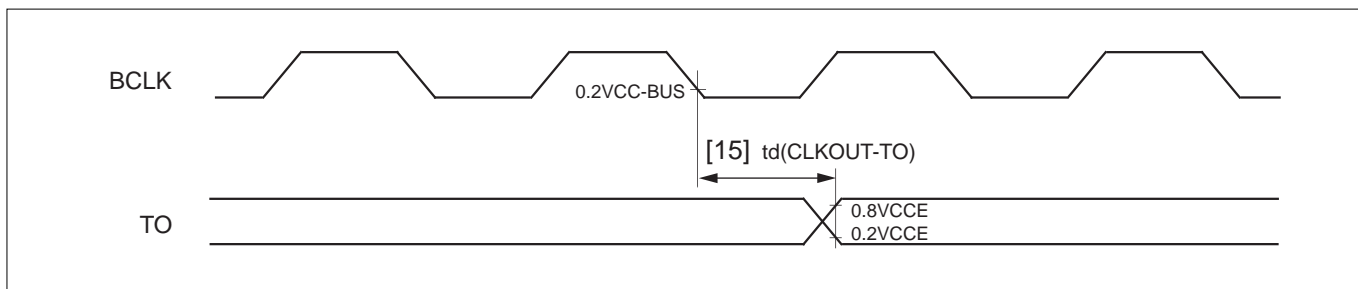 BCLK
0.2VCC-BUS
[15] td(CLKOUT-TO)
TO
0.8VCCE
0.2VCCE